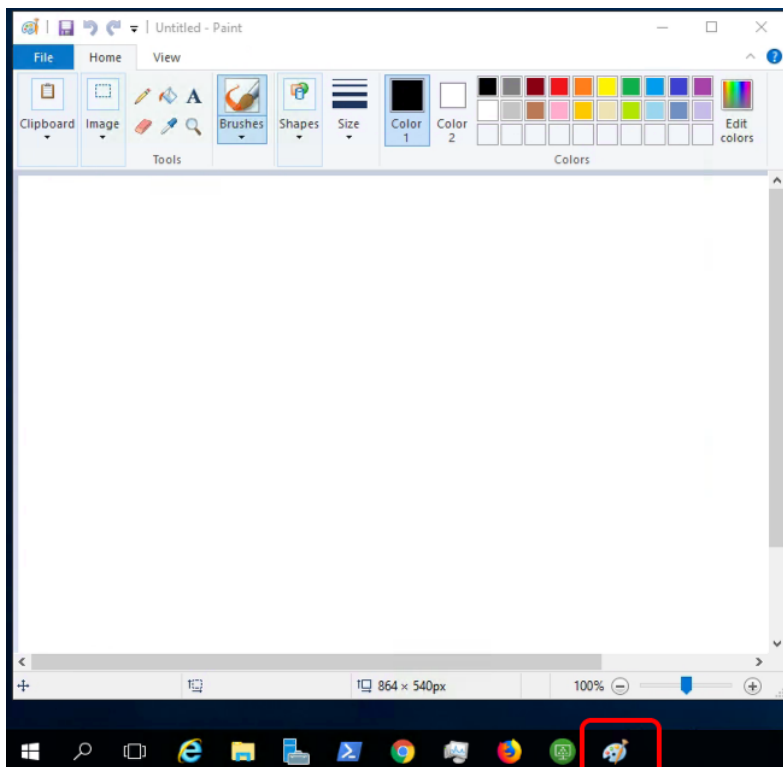 Untitled - Paint
File Home View
Clipboard Image Brushes Shapes Size Color 1 Color 2 Edit colors
Tools Colors
864 × 540px 100%